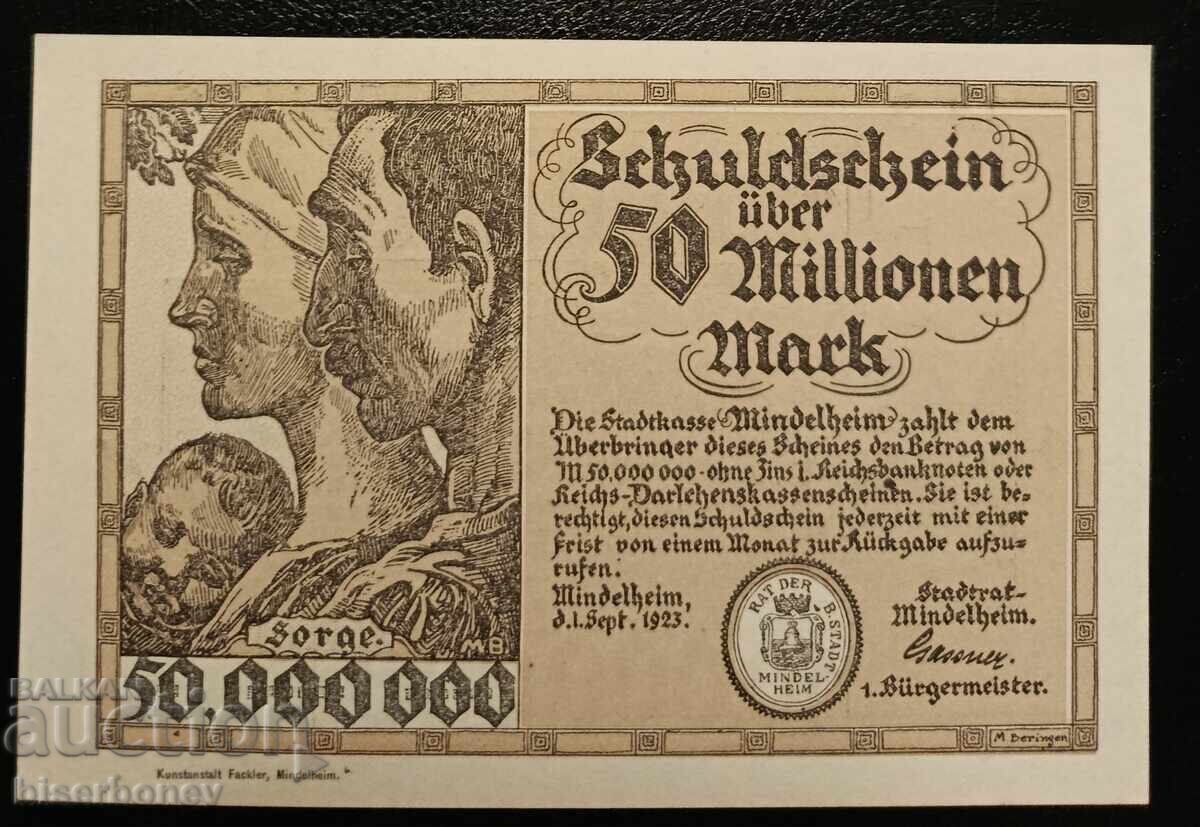 Schuldschein
über
50 Millionen
Mark
Die Stadtkasse Mindelheim zahlt dem
Überbringer dieses Scheines den Betrag von
M 50.000 000 - ohne Zins i. Reichsbanknoten oder
Reichs-Darlehenskassenscheinen. Sie ist be-
rechtigt, diesen Schuldschein jederzeit mit einer
Frist von einem Monat zur Rückgabe aufzu-
rufen.
Mindelheim,
d. 1. Sept. 1923.
RAT DER B. STADT
MINDEL-
HEIM
Stadtrat-
Mindelheim.
Gassner.
1. Bürgermeister.
Sorge.
MB
50.000 000
M Beringen
Kunstanstalt Fackler, Mindelheim.
BALKAN
auction
biserboney